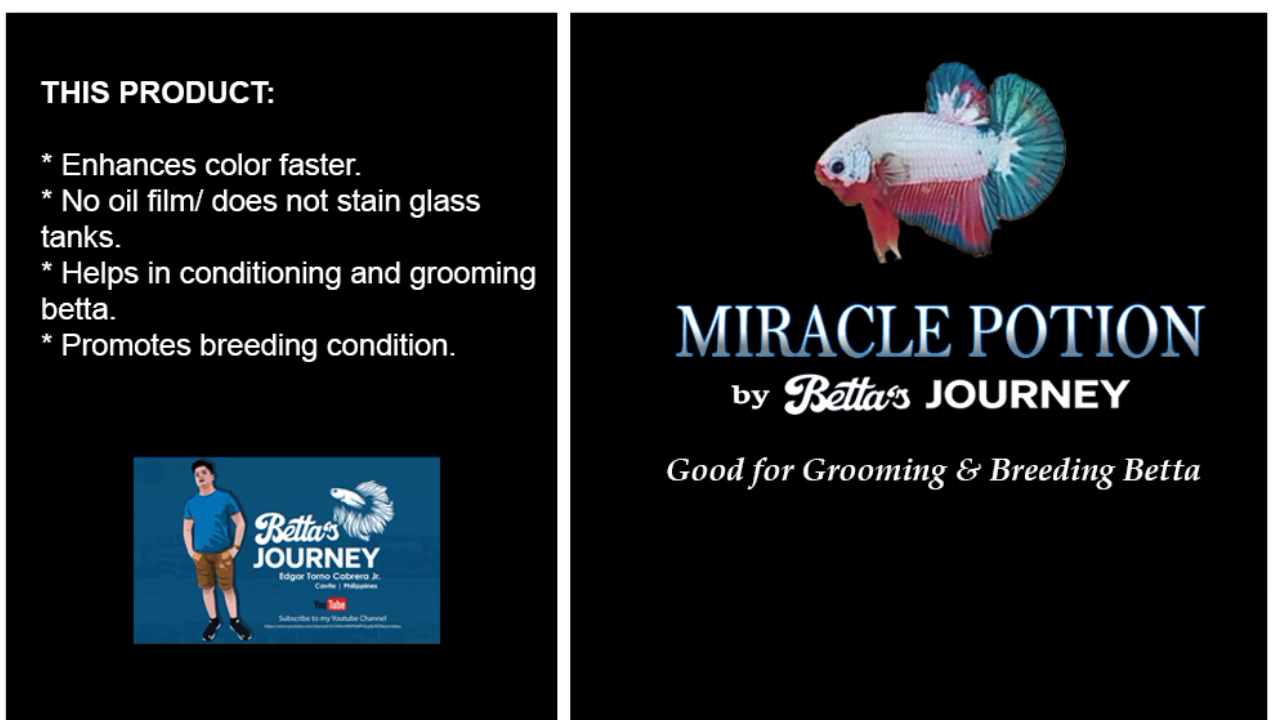 THIS PRODUCT:
* Enhances color faster.
* No oil film/ does not stain glass
tanks.
* Helps in conditioning and grooming
betta.
* Promotes breeding condition.
Betta's
JOURNEY
Edgar Torno Cabrera Jr.
Cavite | Philippines
YouTube
Subscribe to my Youtube Channel
MIRACLE POTION
by Betta's JOURNEY
Good for Grooming & Breeding Betta